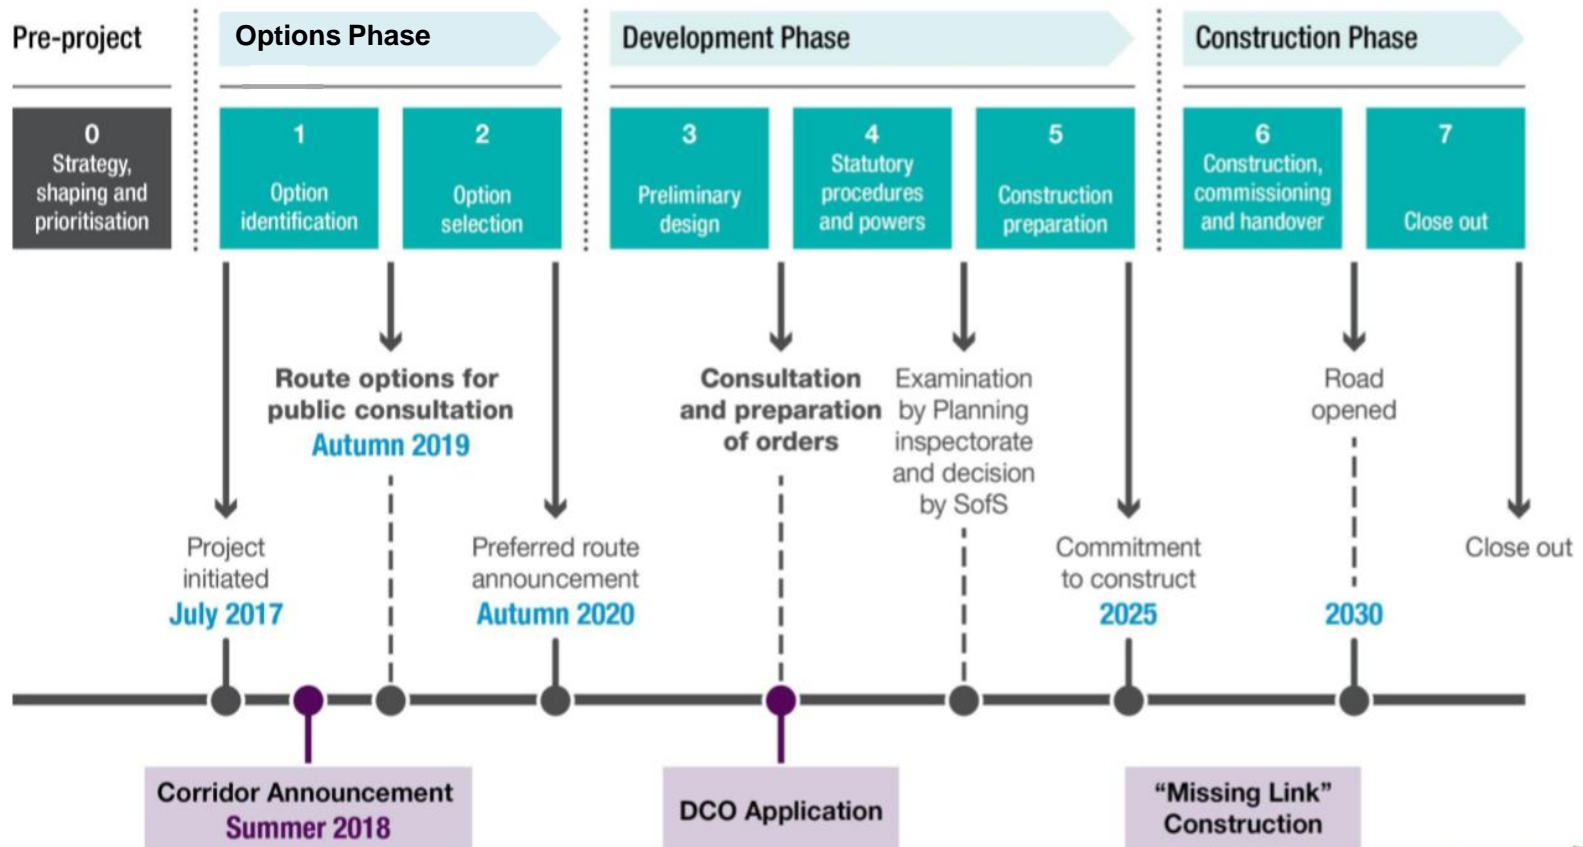 Pre-project
Options Phase
Development Phase
Construction Phase
0
Strategy,
shaping and
prioritisation
1
Option
identification
2
Option
selection
3
Preliminary
design
4
Statutory
procedures
and powers
5
Construction
preparation
6
Construction,
commissioning
and handover
7
Close out
Route options for
public consultation
Autumn 2019
Consultation
and preparation
of orders
Examination
by Planning
inspectorate
and decision
by SofS
Road
opened
Project
initiated
July 2017
Preferred route
announcement
Autumn 2020
Commitment
to construct
2025
2030
Close out
Corridor Announcement
Summer 2018
DCO Application
“Missing Link”
Construction